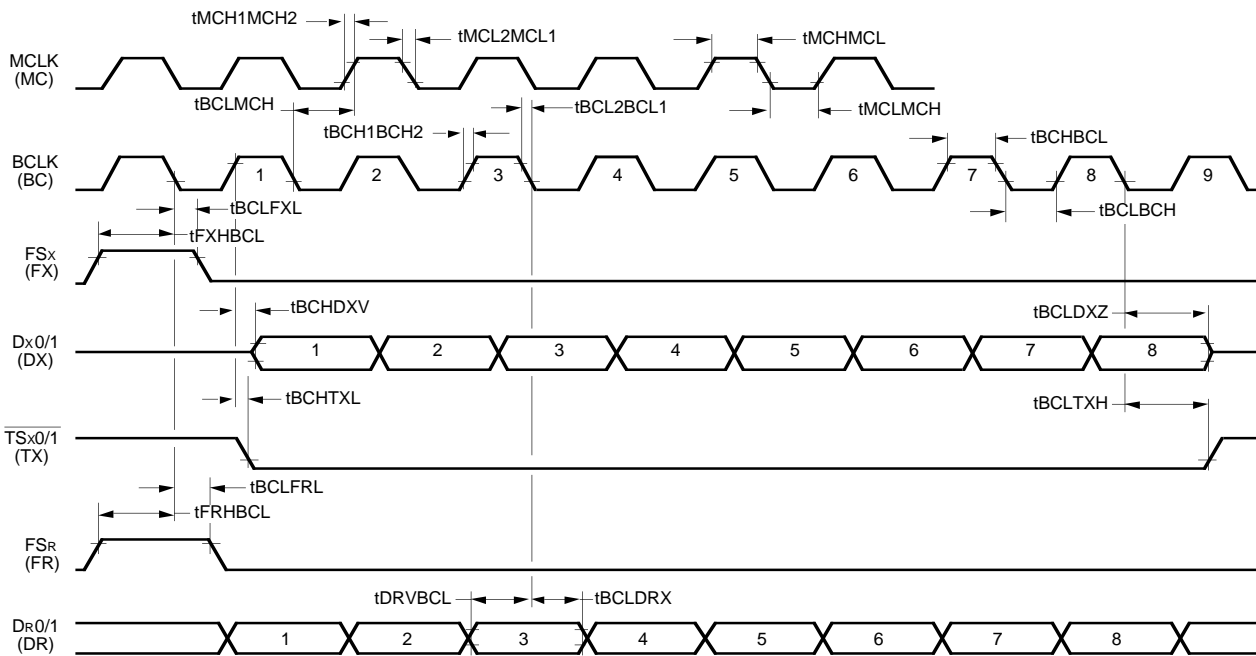 tMCH1MCH2
tMCL2MCL1
tMCHMCL
MCLK
(MC)
tBCLMCH
tBCL2BCL1
tMCLMCH
tBCH1BCH2
tBCHBCL
BCLK
(BC)
1 2 3 4 5 6 7 8 9
tBCLFXL
tBCLBCH
tFXHBCL
FSX
(FX)
tBCHDXV
tBCLDXZ
DX0/1
(DX)
1 2 3 4 5 6 7 8
tBCHTXL
tBCLTXH
TSX0/1
(TX)
tBCLFRL
tFRHBCL
FSR
(FR)
tDRVBCL
tBCLDRX
DR0/1
(DR)
1 2 3 4 5 6 7 8